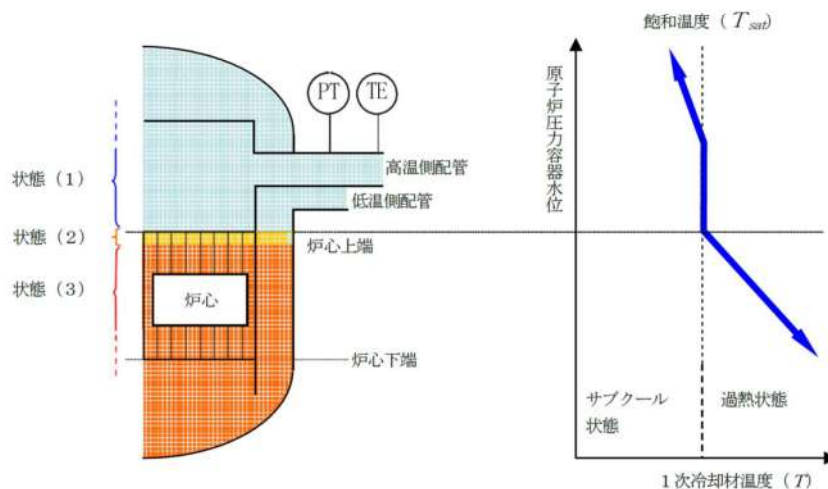 飽和温度（Tsat）
PT
TE
原子炉圧力容器水位
高温側配管
状態（1）
低温側配管
状態（2）
炉心上端
状態（3）
炉心
炉心下端
サブクール
状態
過熱状態
1次冷却材温度（T）